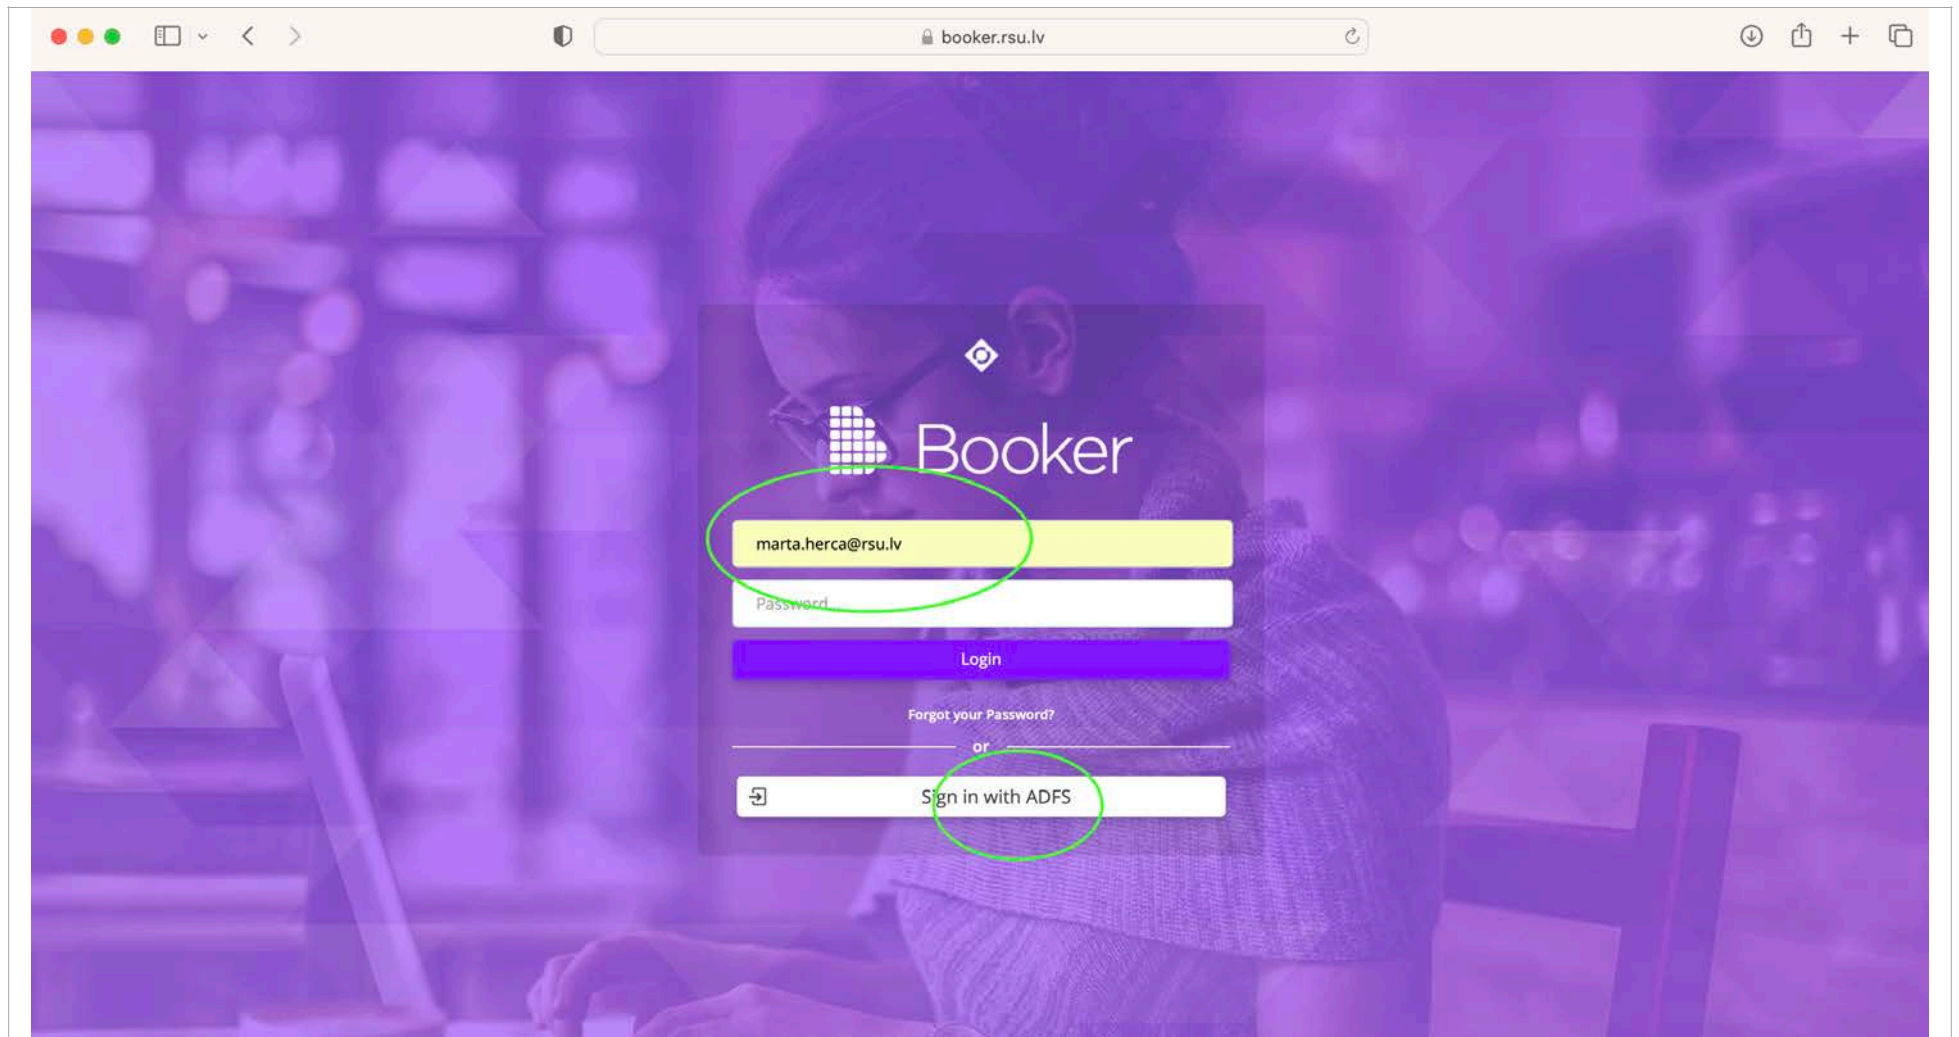 booker.rsu.lv
Booker
marta.herca@rsu.lv
Password
Login
Forgot your Password?
or
Sign in with ADFS